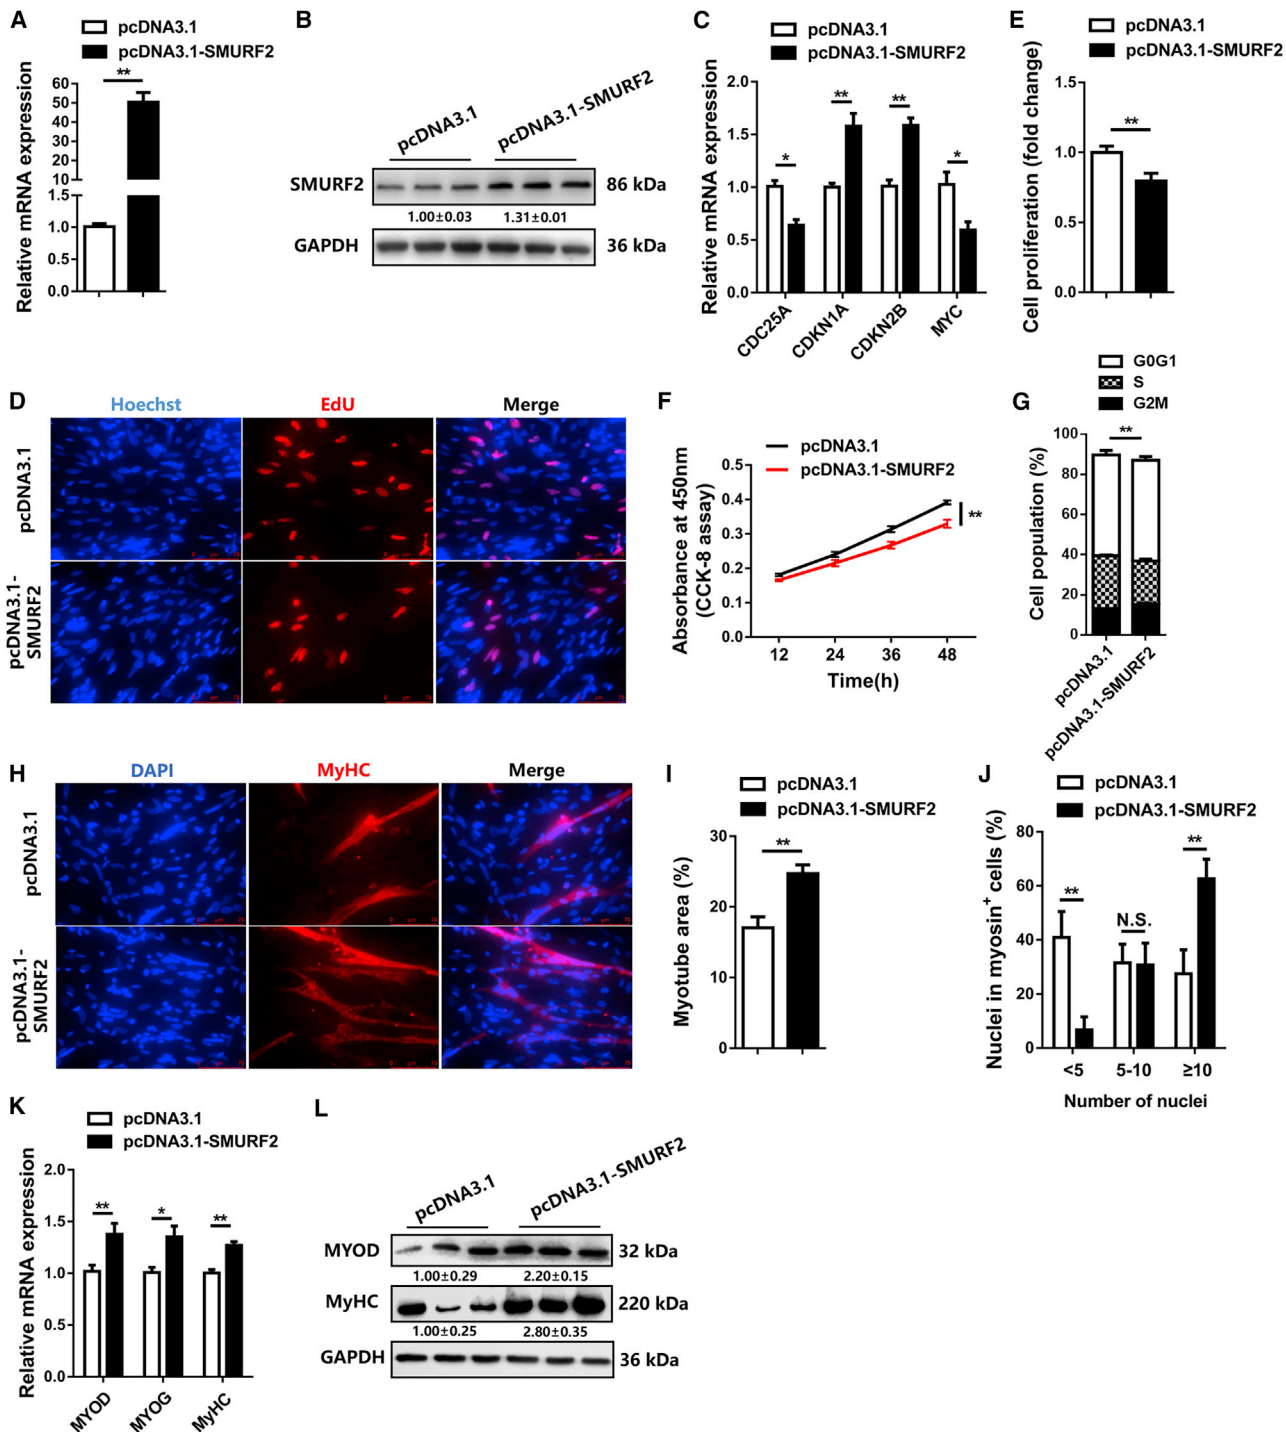 A
pcDNA3.1
pcDNA3.1-SMURF2
Relative mRNA expression
60
50
40
30
20
10
1.5
1.0
0.5
0.0
**
B
pcDNA3.1
pcDNA3.1-SMURF2
SMURF2
86 kDa
1.00±0.03
1.31±0.01
GAPDH
36 kDa
C
pcDNA3.1
pcDNA3.1-SMURF2
Relative mRNA expression
2.0
1.5
1.0
0.5
0.0
*
**
**
*
CDC25A
CDKN1A
CDKN2B
MYC
E
pcDNA3.1
pcDNA3.1-SMURF2
Cell proliferation (fold change)
1.5
1.0
0.5
0.0
**
D
Hoechst
EdU
Merge
pcDNA3.1
pcDNA3.1-
SMURF2
F
pcDNA3.1
pcDNA3.1-SMURF2
Absorbance at 450nm
(CCK-8 assay)
0.5
0.4
0.3
0.2
0.1
0.0
**
12
24
36
48
Time(h)
G
G0G1
S
G2M
Cell population (%)
100
80
60
40
20
0
**
pcDNA3.1
pcDNA3.1-SMURF2
H
DAPI
MyHC
Merge
pcDNA3.1
pcDNA3.1-
SMURF2
I
pcDNA3.1
pcDNA3.1-SMURF2
Myotube area (%)
30
20
10
0
**
J
pcDNA3.1
pcDNA3.1-SMURF2
Nuclei in myosin+ cells (%)
80
60
40
20
0
**
N.S.
**
<5
5-10
≥10
Number of nuclei
K
pcDNA3.1
pcDNA3.1-SMURF2
Relative mRNA expression
2.0
1.5
1.0
0.5
0.0
**
*
**
MYOD
MYOG
MyHC
L
pcDNA3.1
pcDNA3.1-SMURF2
MYOD
32 kDa
1.00±0.29
2.20±0.15
MyHC
220 kDa
1.00±0.25
2.80±0.35
GAPDH
36 kDa